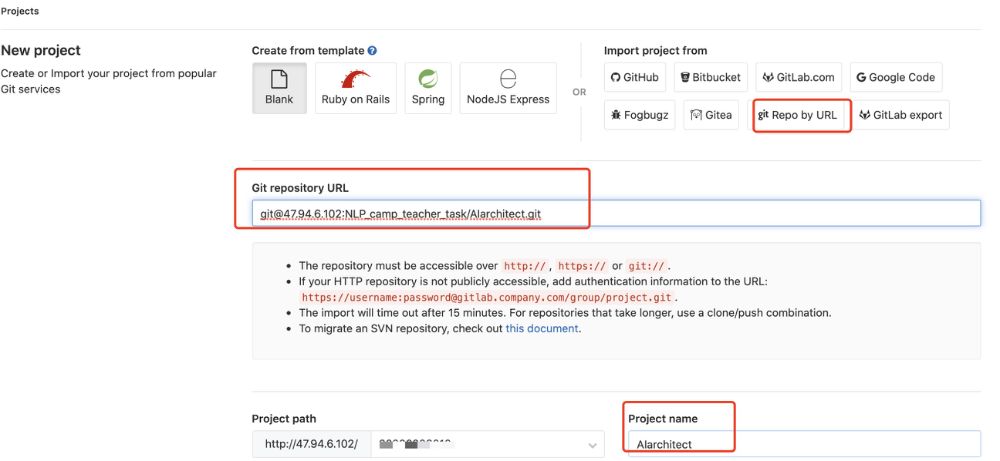 Projects
New project
Create or Import your project from popular
Git services
Create from template ?
Blank
Ruby on Rails
Spring
NodeJS Express
OR
Import project from
GitHub
Bitbucket
GitLab.com
G Google Code
Fogbugz
Gitea
git Repo by URL
GitLab export
Git repository URL
git@47.94.6.102:NLP_camp_teacher_task/AIarchitect.git
The repository must be accessible over http://, https:// or git://.
If your HTTP repository is not publicly accessible, add authentication information to the URL:
https://username:password@gitlab.company.com/group/project.git.
The import will time out after 15 minutes. For repositories that take longer, use a clone/push combination.
To migrate an SVN repository, check out this document.
Project path
http://47.94.6.102/
Project name
AIarchitect